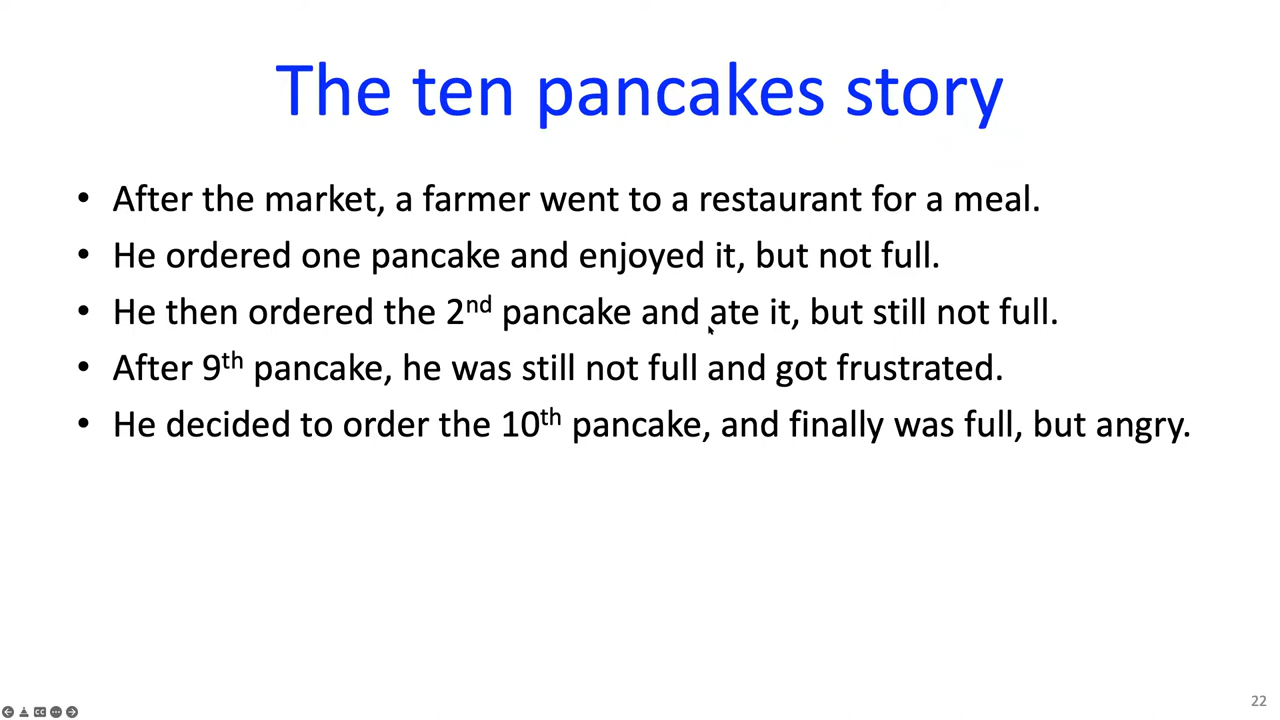 The ten pancakes story
• After the market, a farmer went to a restaurant for a meal.
• He ordered one pancake and enjoyed it, but not full.
• He then ordered the 2nd pancake and ate it, but still not full.
• After 9th pancake, he was still not full and got frustrated.
• He decided to order the 10th pancake, and finally was full, but angry.
22